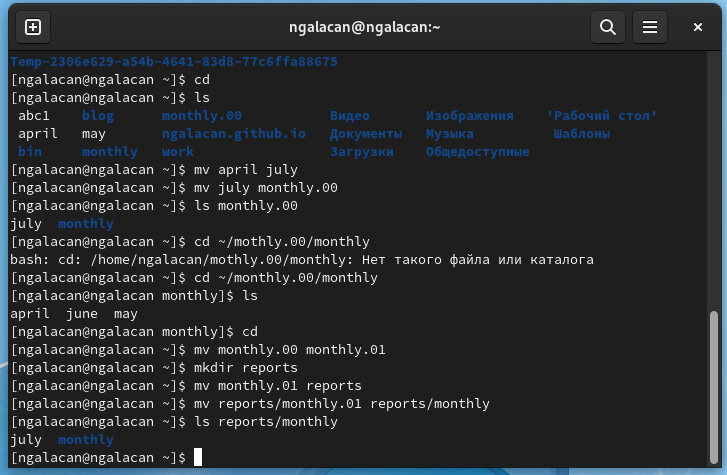 ngalacan@ngalacan:~
Temp-2306e629-a54b-4641-83d8-77c6ffa88675
[ngalacan@ngalacan ~]$ cd
[ngalacan@ngalacan ~]$ ls
abc1 blog monthly.00 Видео Изображения 'Рабочий стол'
april may ngalacan.github.io Документы Музыка Шаблоны
bin monthly work Загрузки Общедоступные
[ngalacan@ngalacan ~]$ mv april july
[ngalacan@ngalacan ~]$ mv july monthly.00
[ngalacan@ngalacan ~]$ ls monthly.00
july monthly
[ngalacan@ngalacan ~]$ cd ~/mothly.00/monthly
bash: cd: /home/ngalacan/mothly.00/monthly: Нет такого файла или каталога
[ngalacan@ngalacan ~]$ cd ~/monthly.00/monthly
[ngalacan@ngalacan monthly]$ ls
april june may
[ngalacan@ngalacan monthly]$ cd
[ngalacan@ngalacan ~]$ mv monthly.00 monthly.01
[ngalacan@ngalacan ~]$ mkdir reports
[ngalacan@ngalacan ~]$ mv monthly.01 reports
[ngalacan@ngalacan ~]$ mv reports/monthly.01 reports/monthly
[ngalacan@ngalacan ~]$ ls reports/monthly
july monthly
[ngalacan@ngalacan ~]$